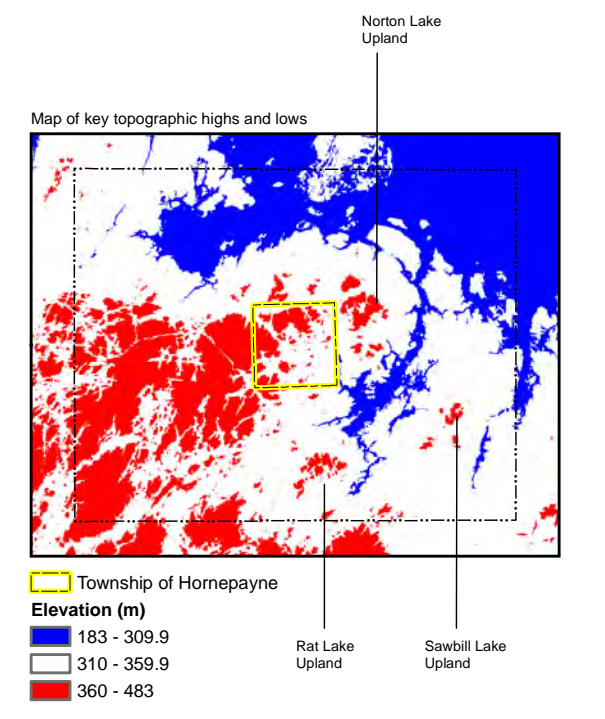 Norton Lake
Upland
Map of key topographic highs and lows
Township of Hornepayne
Elevation (m)
183 - 309.9
310 - 359.9
360 - 483
Rat Lake
Upland
Sawbill Lake
Upland